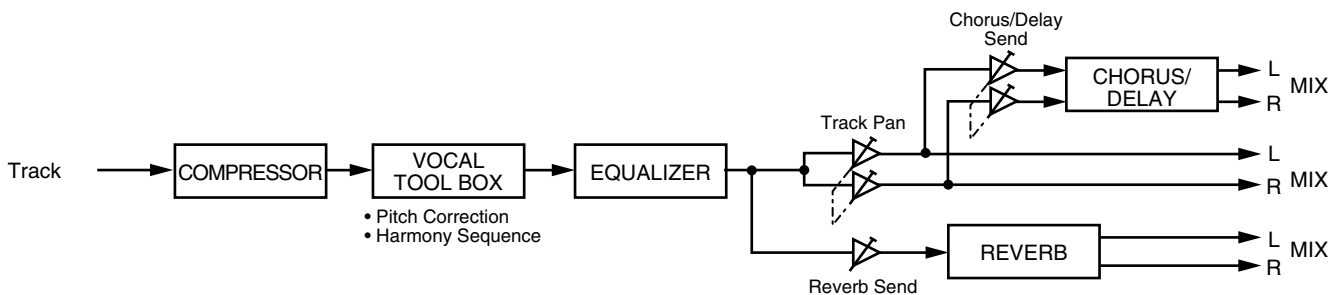 Chorus/Delay
Send
CHORUS/
DELAY
L
R
MIX
Track Pan
Track
COMPRESSOR
VOCAL
TOOL BOX
EQUALIZER
L
R
MIX
• Pitch Correction
• Harmony Sequence
REVERB
L
R
MIX
Reverb Send